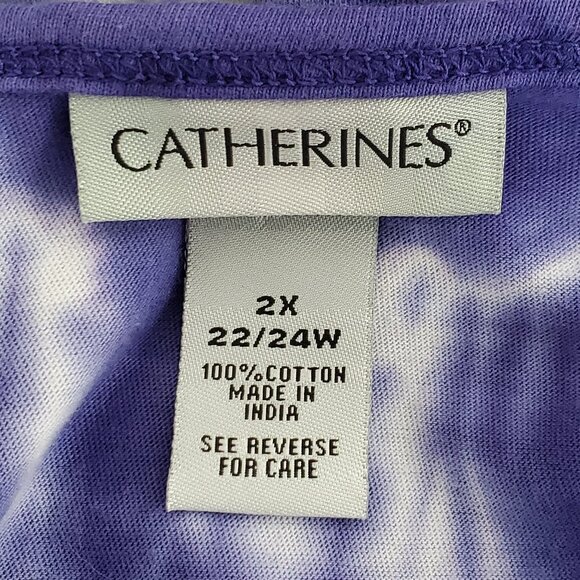 CATHERINES®
2X
22/24W
100%COTTON
MADE IN
INDIA
SEE REVERSE
FOR CARE